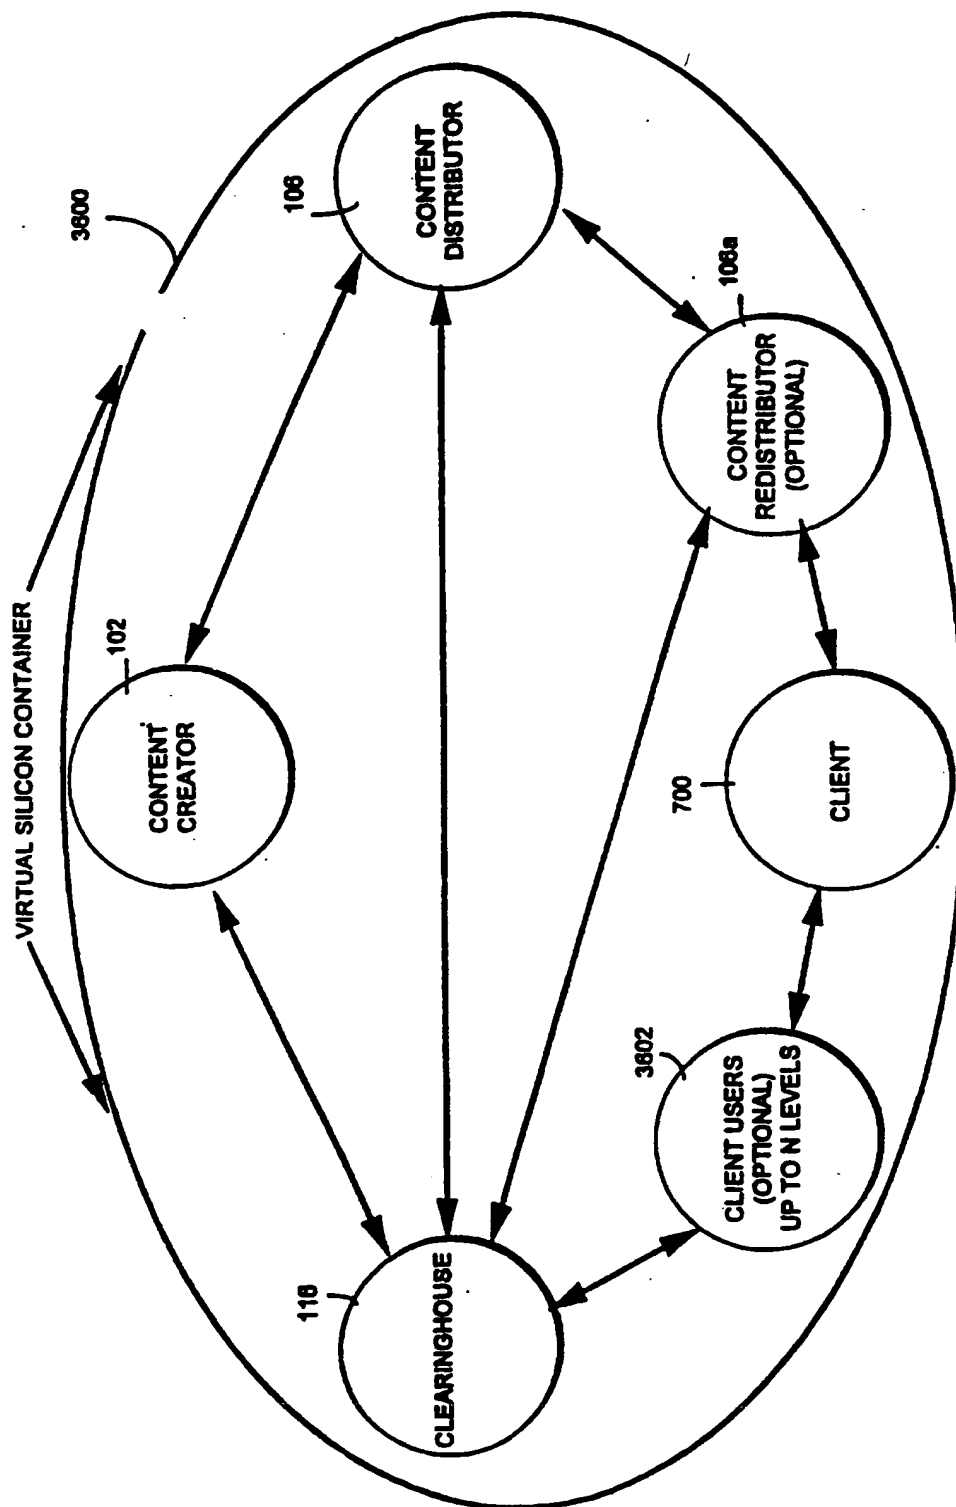 VIRTUAL SILICON CONTAINER
3600
CONTENT
CREATOR
102
CONTENT
DISTRIBUTOR
106
CLEARINGHOUSE
116
CONTENT
REDISTRIBUTOR
(OPTIONAL)
106a
CLIENT USERS
(OPTIONAL)
UP TO N LEVELS
3602
CLIENT
700